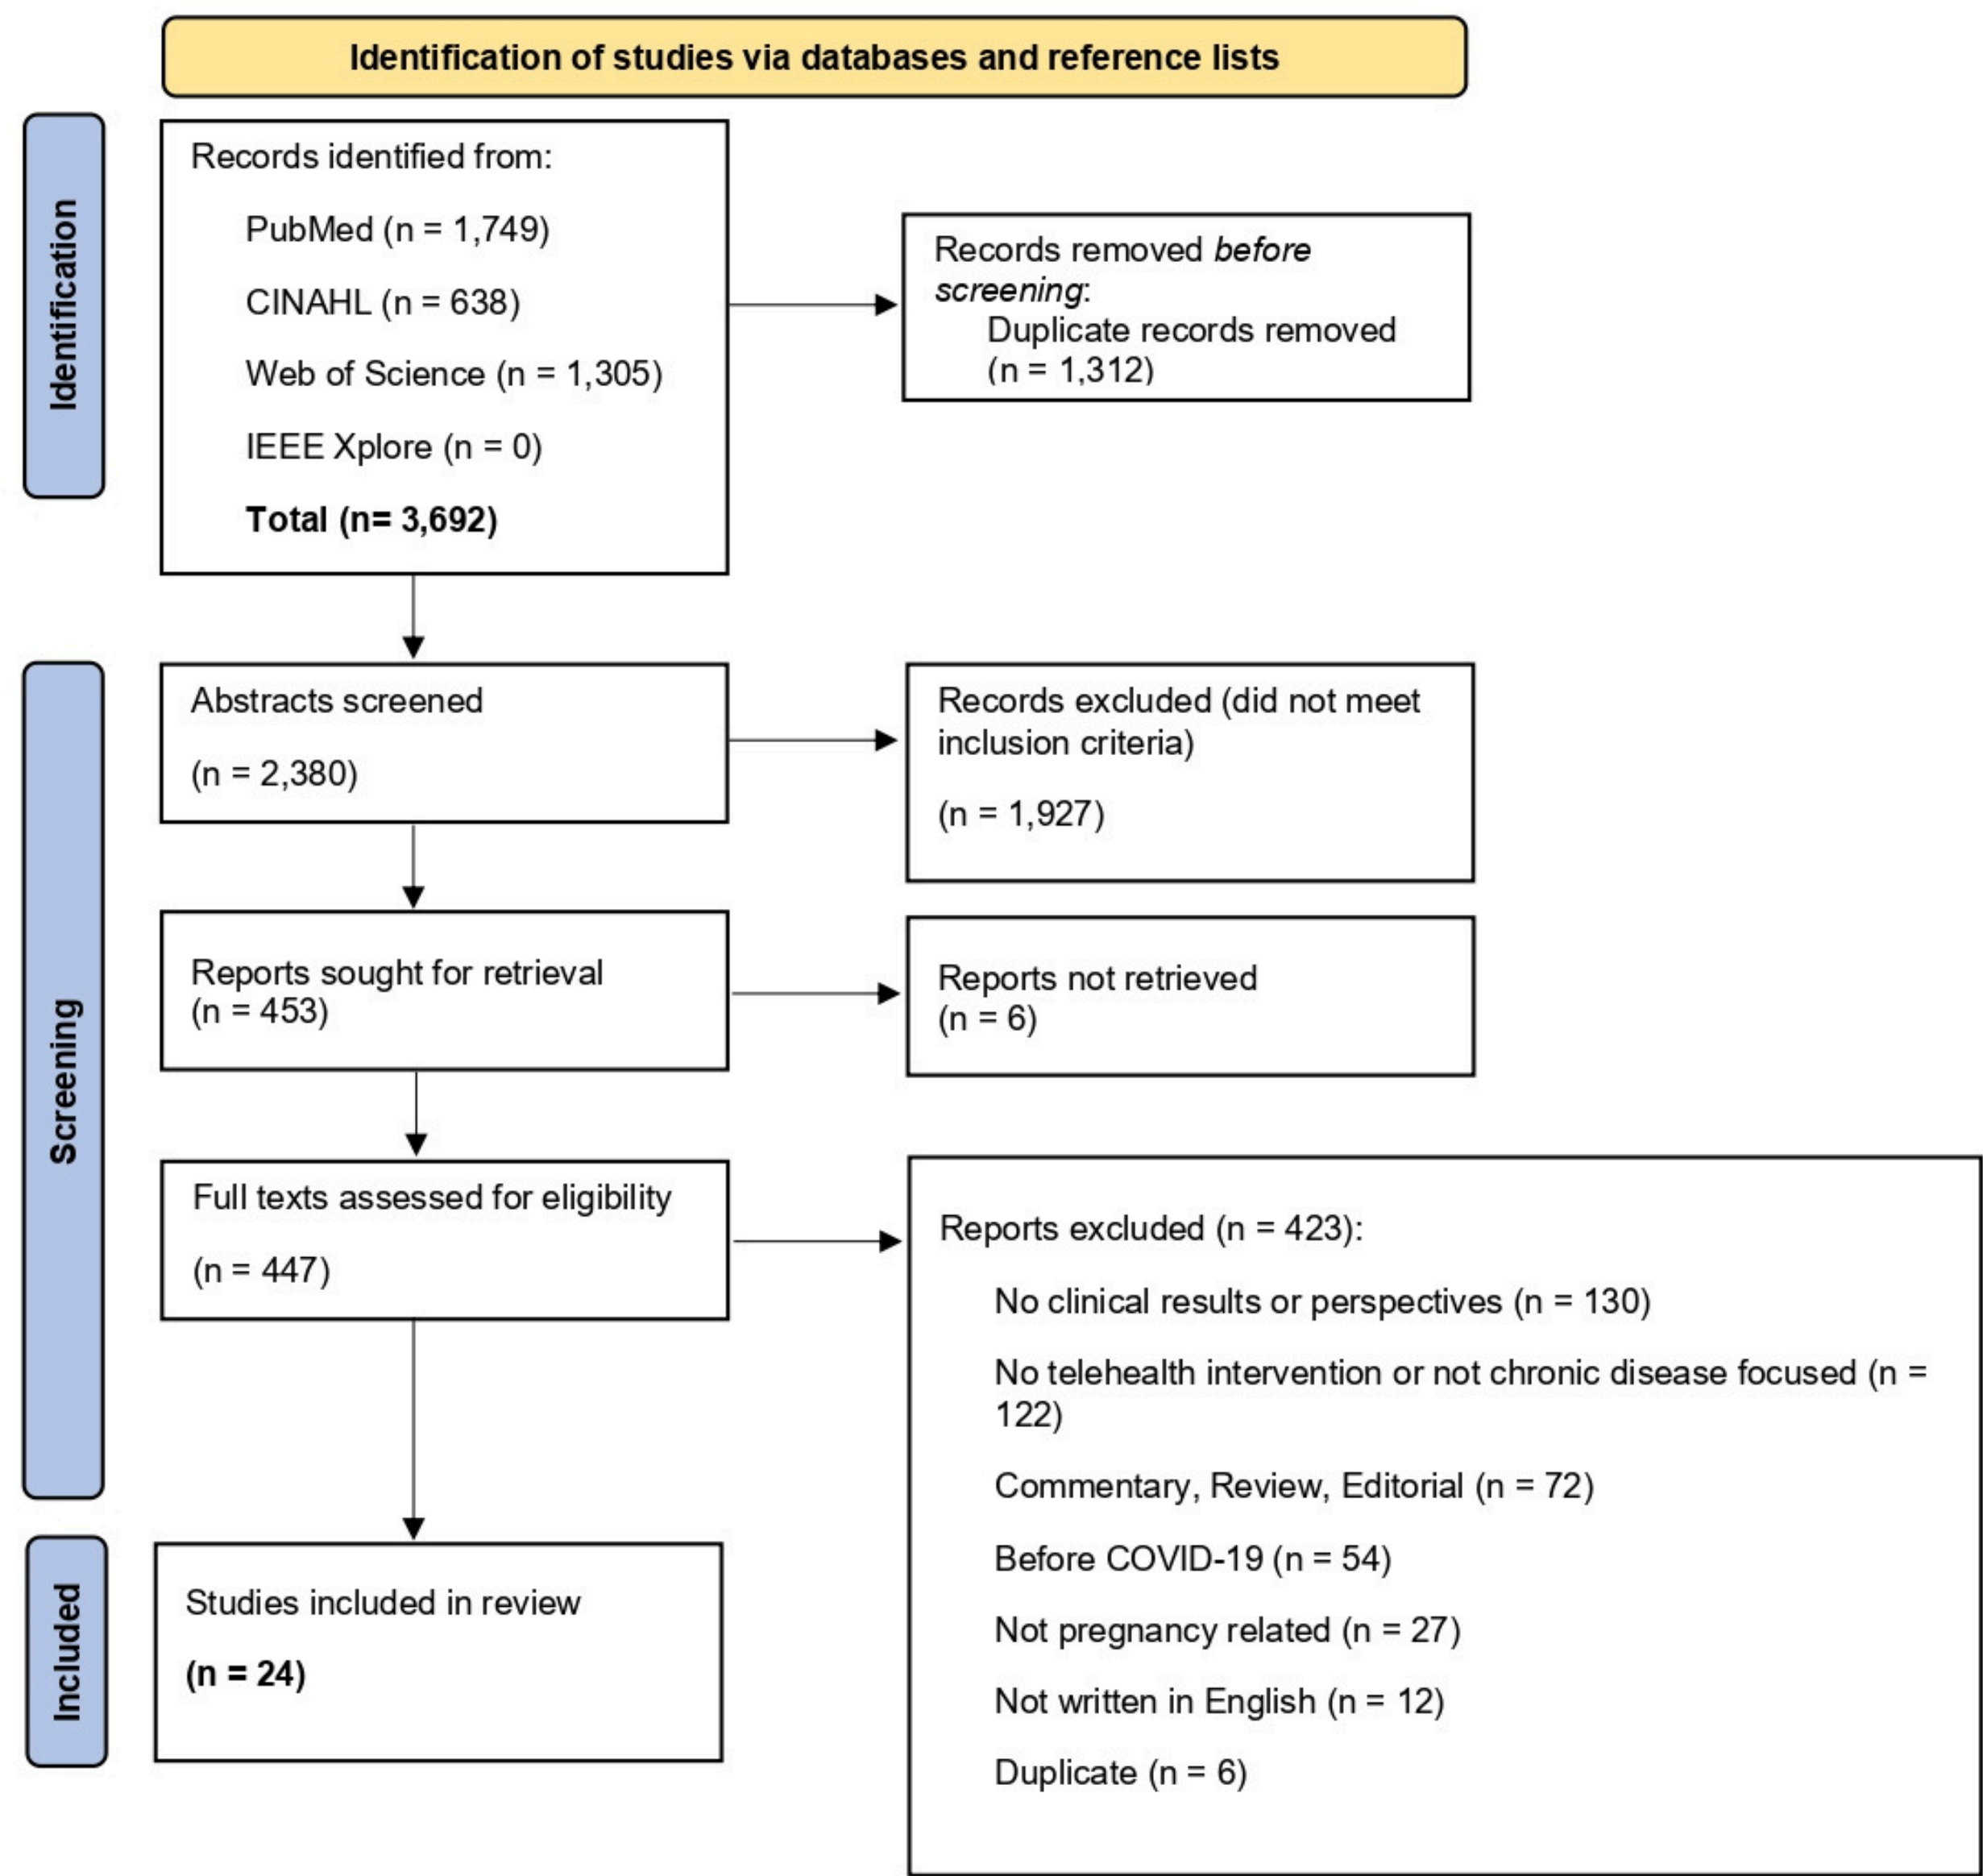 Identification of studies via databases and reference lists
Identification
Records identified from:
PubMed (n = 1,749)
CINAHL (n = 638)
Web of Science (n = 1,305)
IEEE Xplore (n = 0)
Total (n= 3,692)
Records removed before
screening:
Duplicate records removed
(n = 1,312)
Screening
Abstracts screened
(n = 2,380)
Records excluded (did not meet
inclusion criteria)
(n = 1,927)
Reports sought for retrieval
(n = 453)
Reports not retrieved
(n = 6)
Full texts assessed for eligibility
(n = 447)
Reports excluded (n = 423):
No clinical results or perspectives (n = 130)
No telehealth intervention or not chronic disease focused (n =
122)
Commentary, Review, Editorial (n = 72)
Before COVID-19 (n = 54)
Not pregnancy related (n = 27)
Not written in English (n = 12)
Duplicate (n = 6)
Included
Studies included in review
(n = 24)